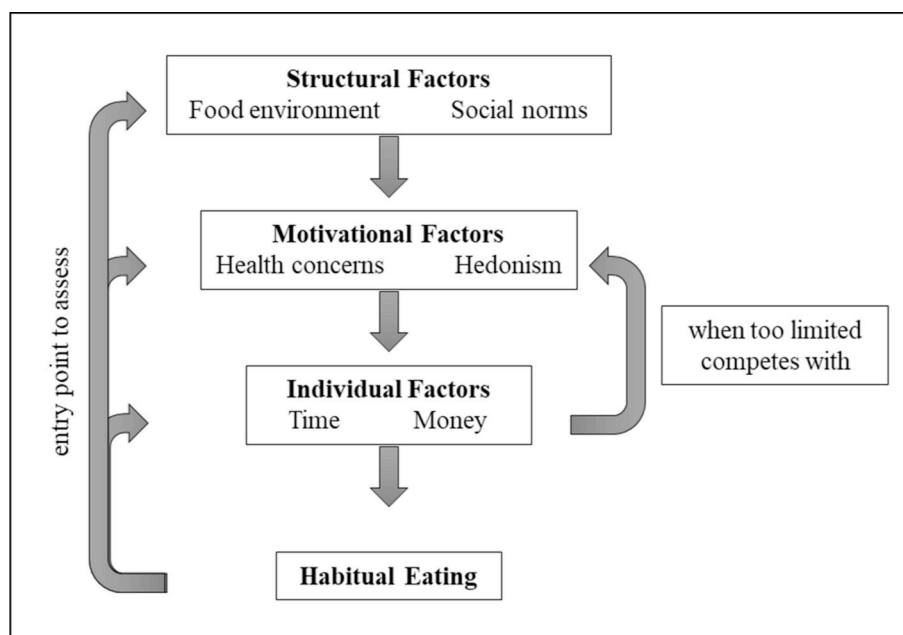 Structural Factors
Food environment Social norms
Motivational Factors
Health concerns Hedonism
entry point to assess
when too limited
competes with
Individual Factors
Time Money
Habitual Eating